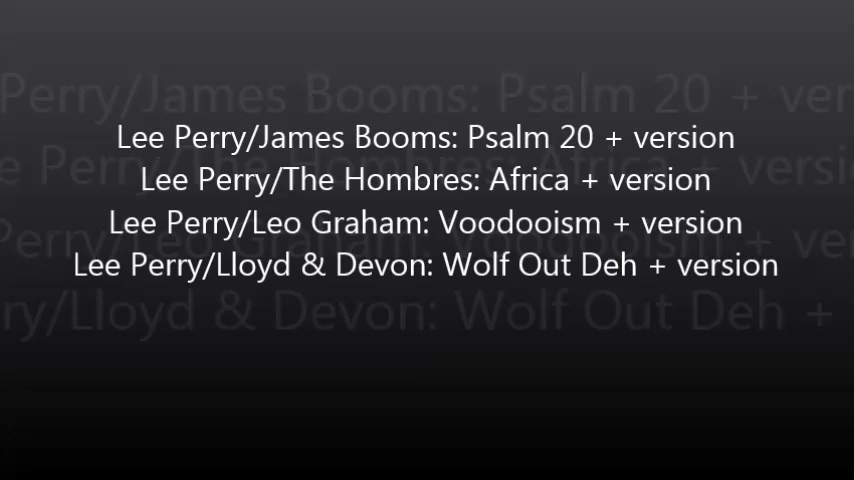 Lee Perry/James Booms: Psalm 20 + version
Lee Perry/The Hombres: Africa + version
Lee Perry/Leo Graham: Voodooism + version
Lee Perry/Lloyd & Devon: Wolf Out Deh + version